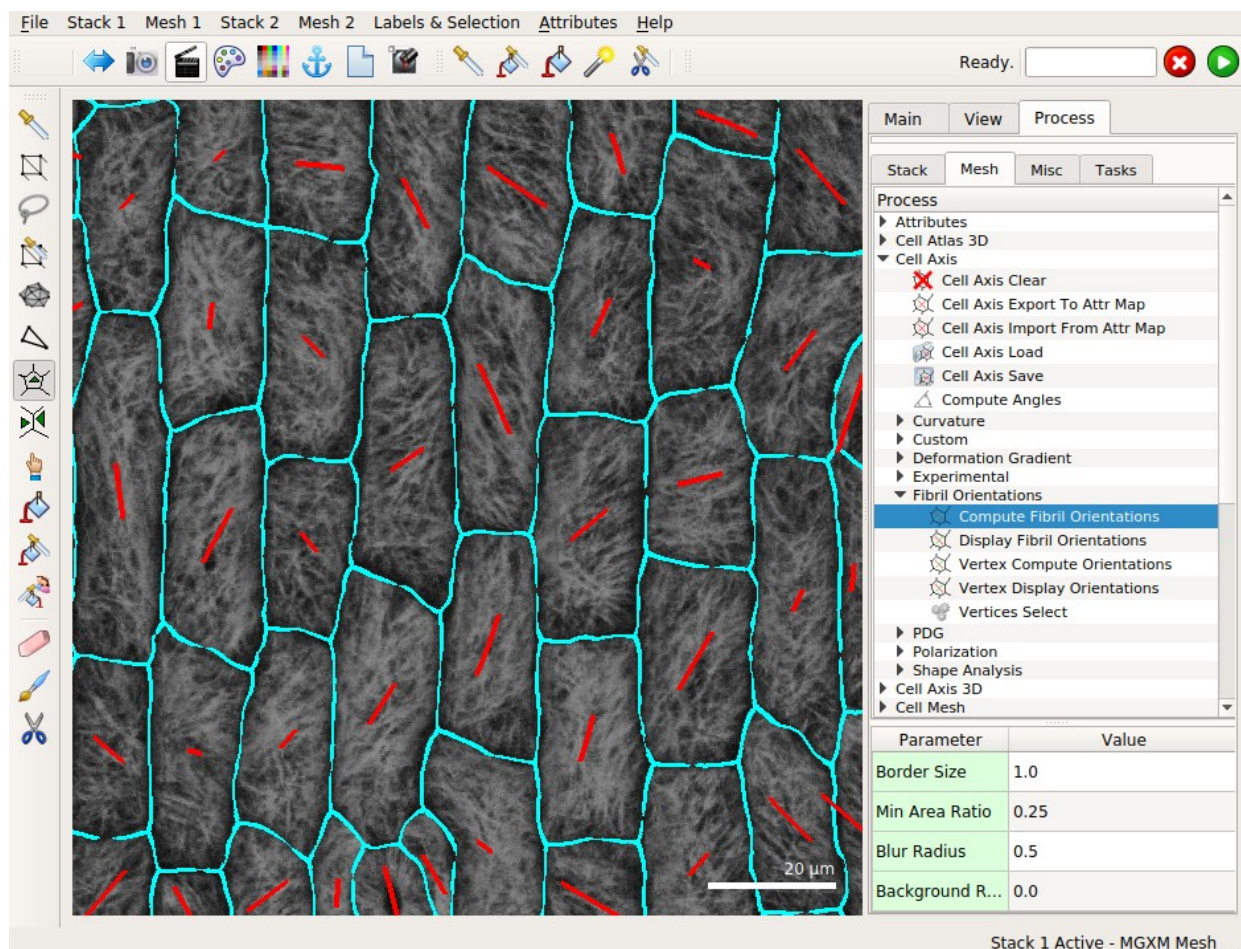 File Stack 1 Mesh 1 Stack 2 Mesh 2 Labels & Selection Attributes Help
Ready.
Main View Process
Stack Mesh Misc Tasks
Process
Attributes
Cell Atlas 3D
Cell Axis
Cell Axis Clear
Cell Axis Export To Attr Map
Cell Axis Import From Attr Map
Cell Axis Load
Cell Axis Save
Compute Angles
Curvature
Custom
Deformation Gradient
Experimental
Fibril Orientations
Compute Fibril Orientations
Display Fibril Orientations
Vertex Compute Orientations
Vertex Display Orientations
Vertices Select
PDG
Polarization
Shape Analysis
Cell Axis 3D
Cell Mesh
Parameter Value
Border Size 1.0
Min Area Ratio 0.25
Blur Radius 0.5
Background R... 0.0
20 µm
Stack 1 Active - MGXM Mesh